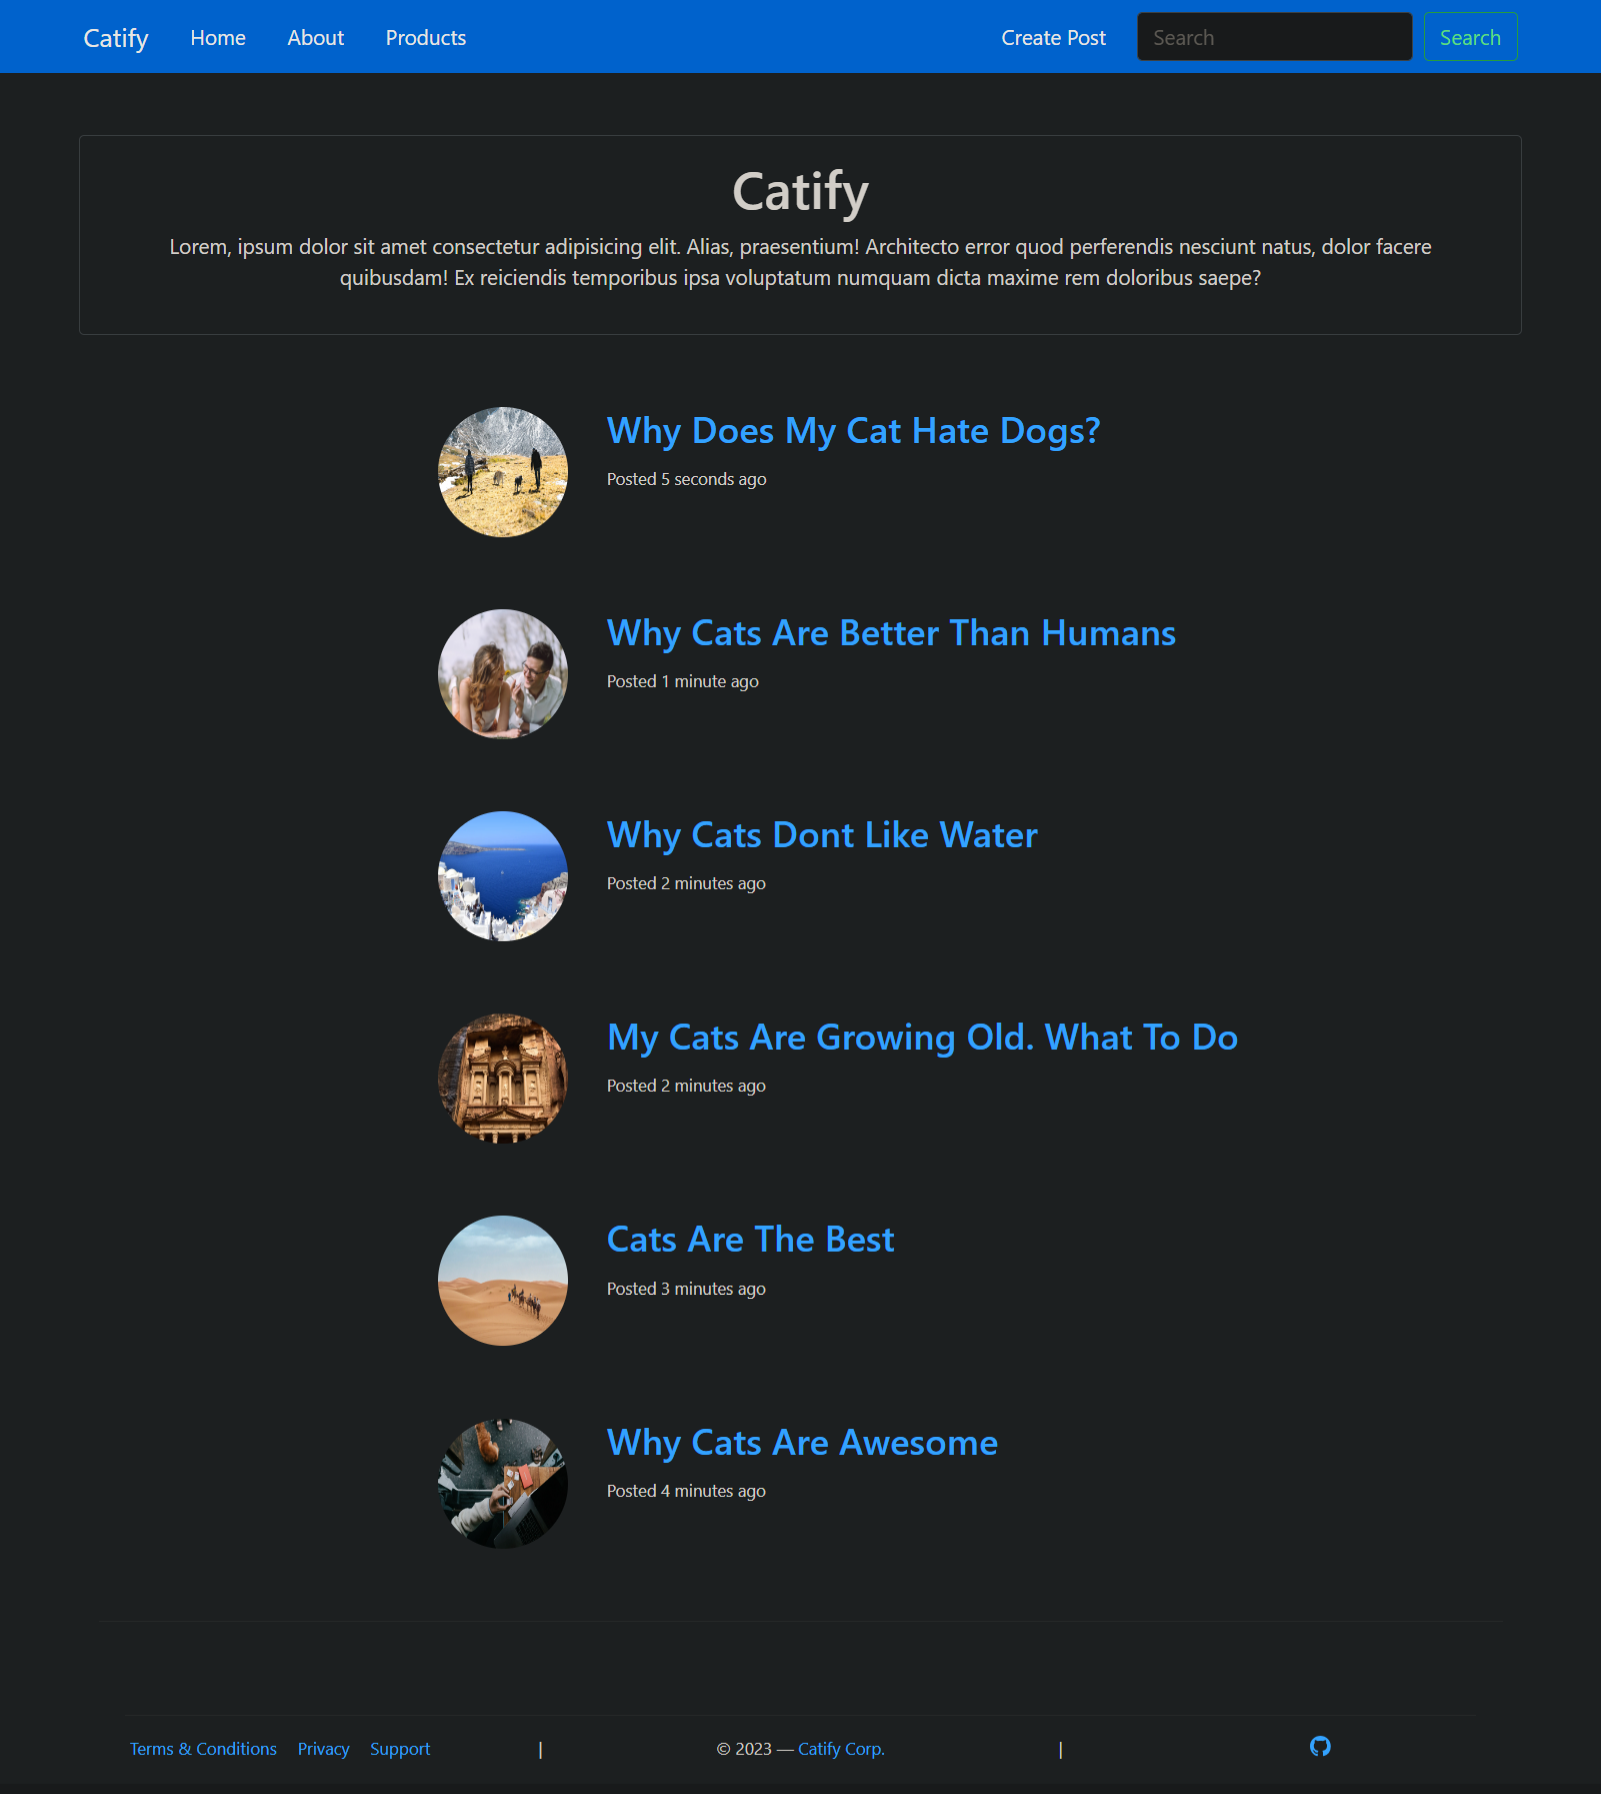 Catify Home About Products Create Post Search Search
Catify
Lorem, ipsum dolor sit amet consectetur adipisicing elit. Alias, praesentium! Architecto error quod perferendis nesciunt natus, dolor facere
quibusdam! Ex reiciendis temporibus ipsa voluptatum numquam dicta maxime rem doloribus saepe?
Why Does My Cat Hate Dogs?
Posted 5 seconds ago
Why Cats Are Better Than Humans
Posted 1 minute ago
Why Cats Dont Like Water
Posted 2 minutes ago
My Cats Are Growing Old. What To Do
Posted 2 minutes ago
Cats Are The Best
Posted 3 minutes ago
Why Cats Are Awesome
Posted 4 minutes ago
Terms & Conditions Privacy Support | © 2023 — Catify Corp. |